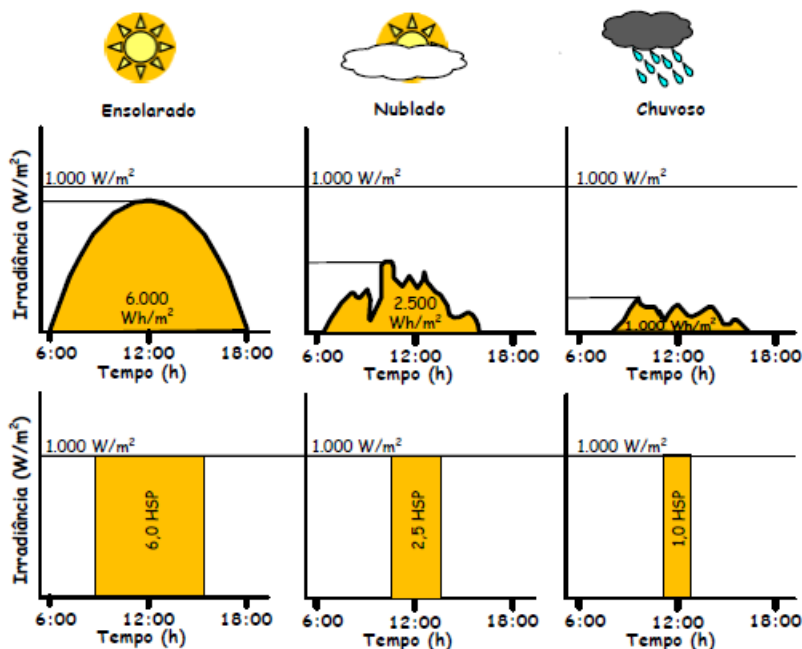 Ensolarado
Nublado
Chuvoso
Irradiância (W/m²)
1.000 W/m²
1.000 W/m²
1.000 W/m²
6.000
Wh/m²
2.500
Wh/m²
1.000 Wh/m²
6:00 12:00 18:00
6:00 12:00 18:00
6:00 12:00 18:00
Tempo (h)
Tempo (h)
Tempo (h)
Irradiância (W/m²)
1.000 W/m²
1.000 W/m²
1.000 W/m²
6,0 HSP
2,5 HSP
1,0 HSP
6:00 12:00 18:00
6:00 12:00 18:00
6:00 12:00 18:00
Tempo (h)
Tempo (h)
Tempo (h)